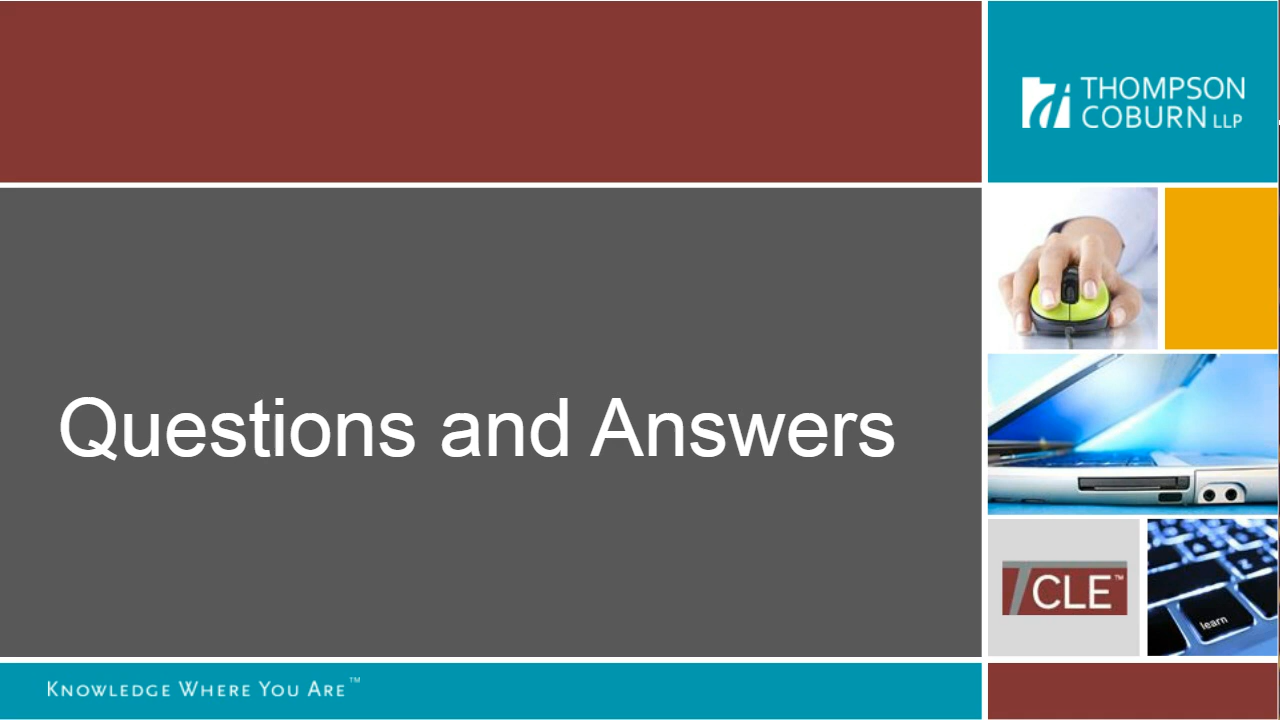 THOMPSON
COBURN LLP
Questions and Answers
CLE™
learn
KNOWLEDGE WHERE YOU ARE™